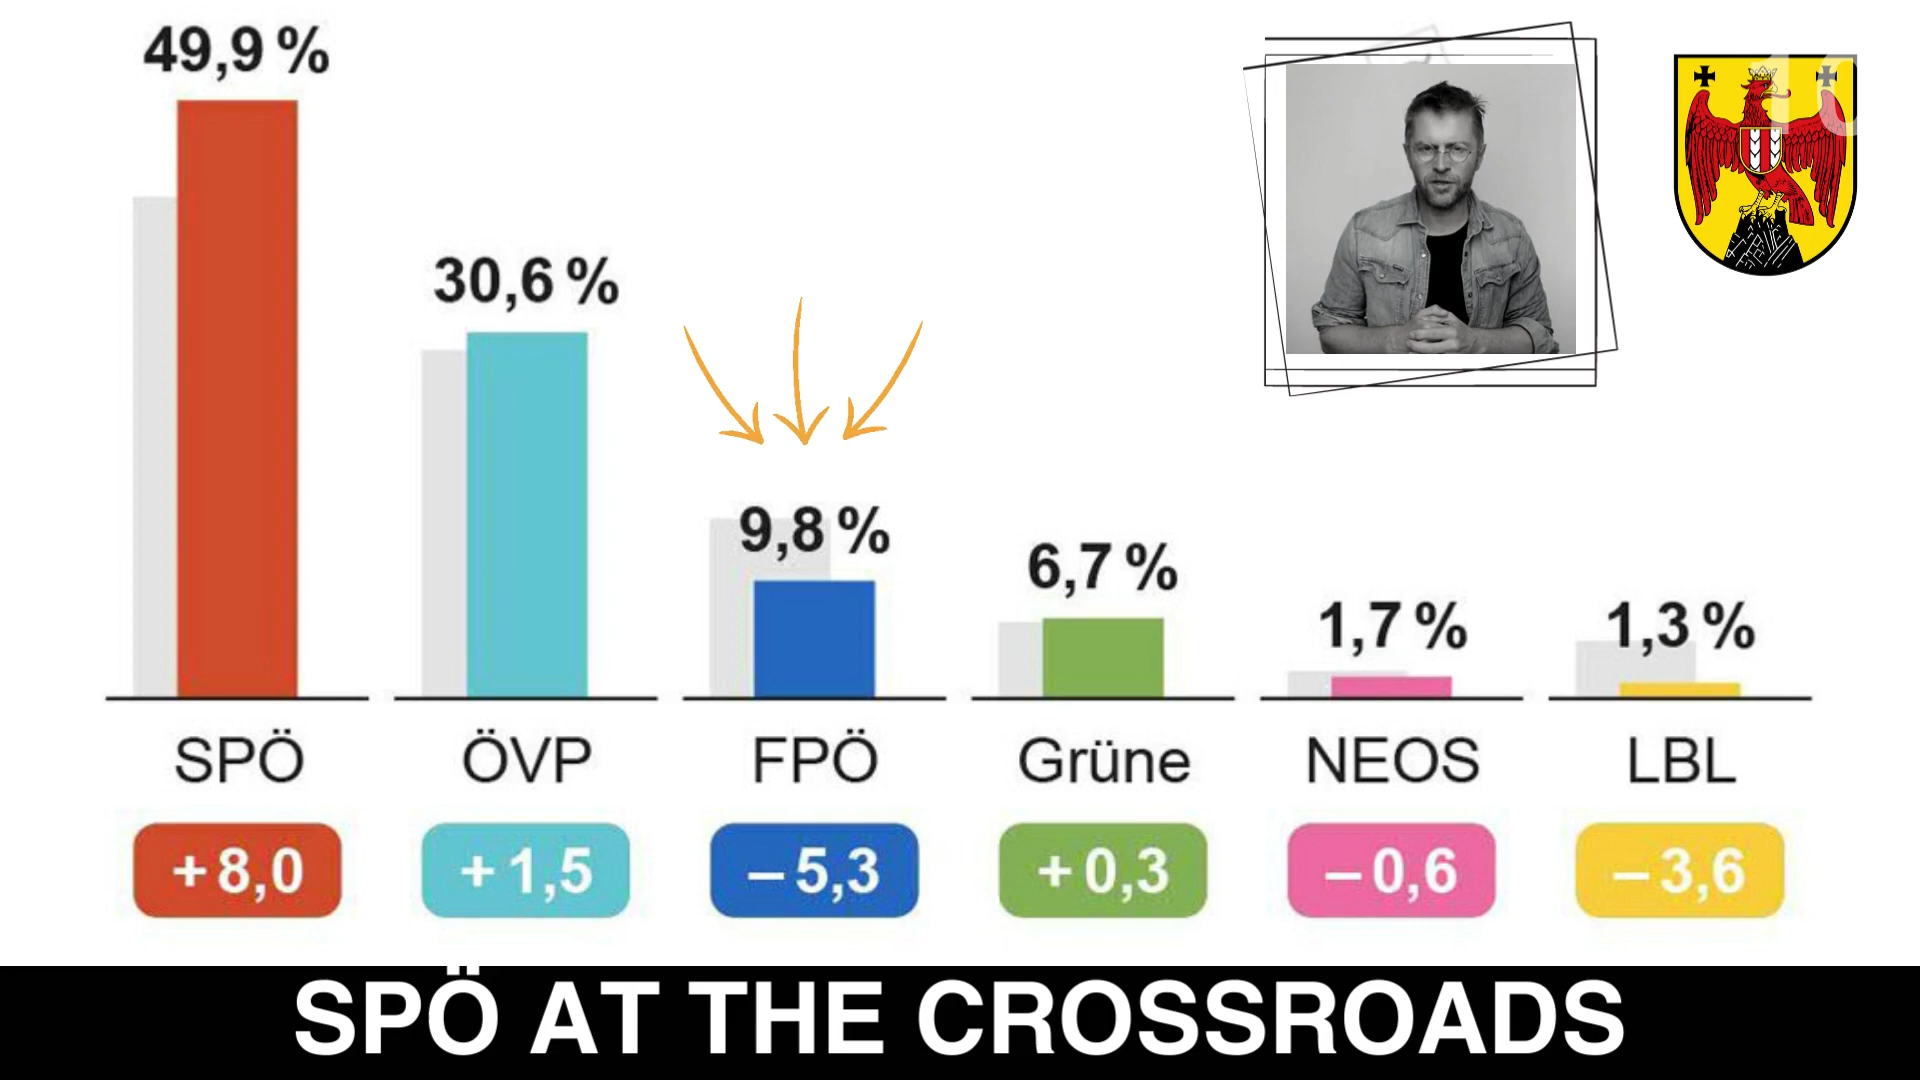 49,9 %
30,6 %
9,8 %
6,7 %
1,7 %
1,3 %
SPÖ
ÖVP
FPÖ
Grüne
NEOS
LBL
+8,0
+1,5
–5,3
+0,3
–0,6
–3,6
10
SPÖ AT THE CROSSROADS